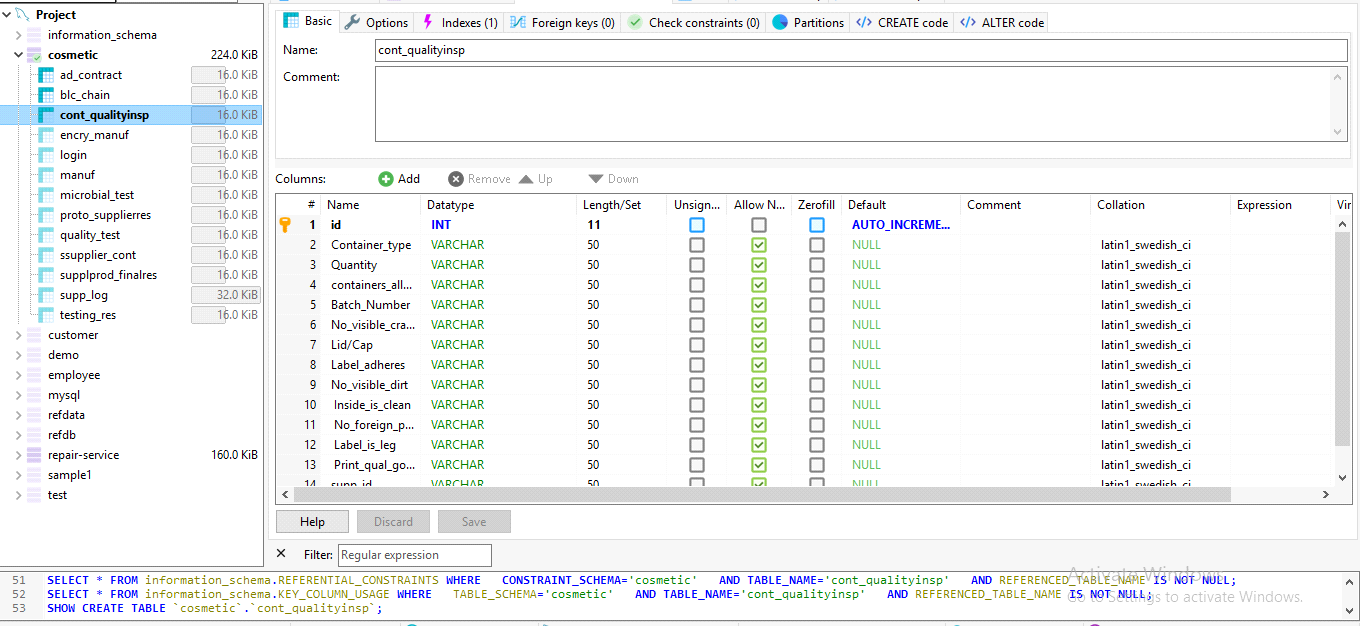 Project
information_schema
cosmetic 224.0 KiB
ad_contract 16.0 KiB
blc_chain 16.0 KiB
cont_qualityinsp 16.0 KiB
encry_manuf 16.0 KiB
login 16.0 KiB
manuf 16.0 KiB
microbial_test 16.0 KiB
proto_supplierres 16.0 KiB
quality_test 16.0 KiB
ssupplier_cont 16.0 KiB
supplprod_finalres 16.0 KiB
supp_log 32.0 KiB
testing_res 16.0 KiB
customer
demo
employee
mysql
refdata
refdb
repair-service 160.0 KiB
sample1
test
Basic Options Indexes (1) Foreign keys (0) Check constraints (0) Partitions </> CREATE code </> ALTER code
Name: cont_qualityinsp
Comment:
Columns: Add Remove Up Down
# Name Datatype Length/Set Unsign... Allow N... Zerofill Default Comment Collation Expression Vir
1 id INT 11 AUTO_INCREME...
2 Container_type VARCHAR 50 NULL latin1_swedish_ci
3 Quantity VARCHAR 50 NULL latin1_swedish_ci
4 containers_all... VARCHAR 50 NULL latin1_swedish_ci
5 Batch_Number VARCHAR 50 NULL latin1_swedish_ci
6 No_visible_cra... VARCHAR 50 NULL latin1_swedish_ci
7 Lid/Cap VARCHAR 50 NULL latin1_swedish_ci
8 Label_adheres VARCHAR 50 NULL latin1_swedish_ci
9 No_visible_dirt VARCHAR 50 NULL latin1_swedish_ci
10 Inside_is_clean VARCHAR 50 NULL latin1_swedish_ci
11 No_foreign_p... VARCHAR 50 NULL latin1_swedish_ci
12 Label_is_leg VARCHAR 50 NULL latin1_swedish_ci
13 Print_qual_go... VARCHAR 50 NULL latin1_swedish_ci
14 supp_id VARCHAR 50 NULL latin1_swedish_ci
Help Discard Save
Filter: Regular expression
51 SELECT * FROM information_schema.REFERENTIAL_CONSTRAINTS WHERE CONSTRAINT_SCHEMA='cosmetic' AND TABLE_NAME='cont_qualityinsp' AND REFERENCED_TABLE_NAME IS NOT NULL;
52 SELECT * FROM information_schema.KEY_COLUMN_USAGE WHERE TABLE_SCHEMA='cosmetic' AND TABLE_NAME='cont_qualityinsp' AND REFERENCED_TABLE_NAME IS NOT NULL;
53 SHOW CREATE TABLE `cosmetic`.`cont_qualityinsp`;
Activate Windows
Go to Settings to activate Windows.